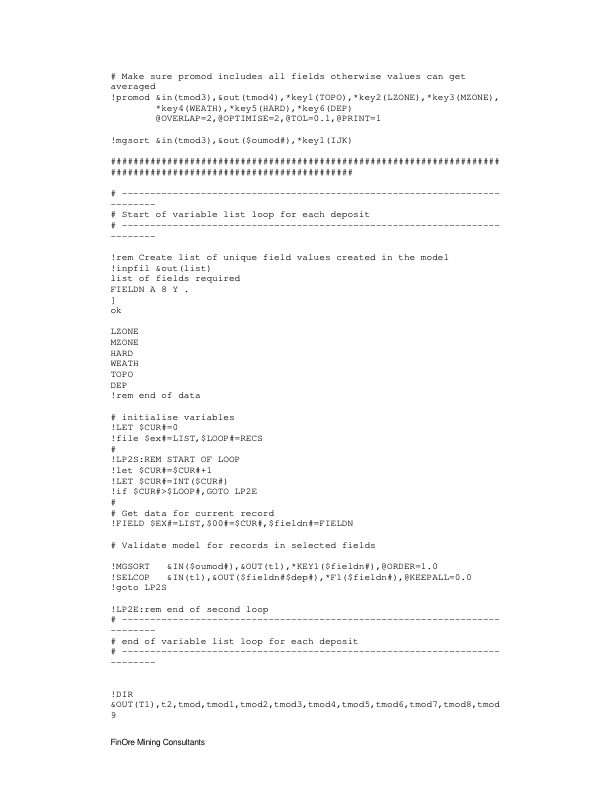 # Make sure promod includes all fields otherwise values can get
averaged
!promod &in(tmod3),&out(tmod4),*key1(TOPO),*key2(LZONE),*key3(MZONE),
*key4(WEATH),*key5(HARD),*key6(DEP)
@OVERLAP=2,@OPTIMISE=2,@TOL=0.1,@PRINT=1
!mgsort &in(tmod3),&out($oumod#),*key1(IJK)
#####################################################################
###########################################
# -------------------------------------------------------------------
--------
# Start of variable list loop for each deposit
# -------------------------------------------------------------------
--------
!rem Create list of unique field values created in the model
!inpfil &out(list)
list of fields required
FIELDN A 8 Y .
]
ok
LZONE
MZONE
HARD
WEATH
TOPO
DEP
!rem end of data
# initialise variables
!LET $CUR#=0
!file $ex#=LIST,$LOOP#=RECS
#
!LP2S:REM START OF LOOP
!let $CUR#=$CUR#+1
!LET $CUR#=INT($CUR#)
!if $CUR#>$LOOP#,GOTO LP2E
#
# Get data for current record
!FIELD $EX#=LIST,$00#=$CUR,$fieldn#=FIELDN
# Validate model for records in selected fields
!MGSORT &IN($oumod#),&OUT(t1),*KEY1($fieldn#),@ORDER=1.0
!SELCOP &IN(t1),&OUT($fieldn#$dep#),*F1($fieldn#),@KEEPALL=0.0
!goto LP2S
!LP2E:rem end of second loop
# -------------------------------------------------------------------
--------
# end of variable list loop for each deposit
# -------------------------------------------------------------------
--------
!DIR
&OUT(T1),t2,tmod,tmod1,tmod2,tmod3,tmod4,tmod5,tmod6,tmod7,tmod8,tmod
9
FinOre Mining Consultants